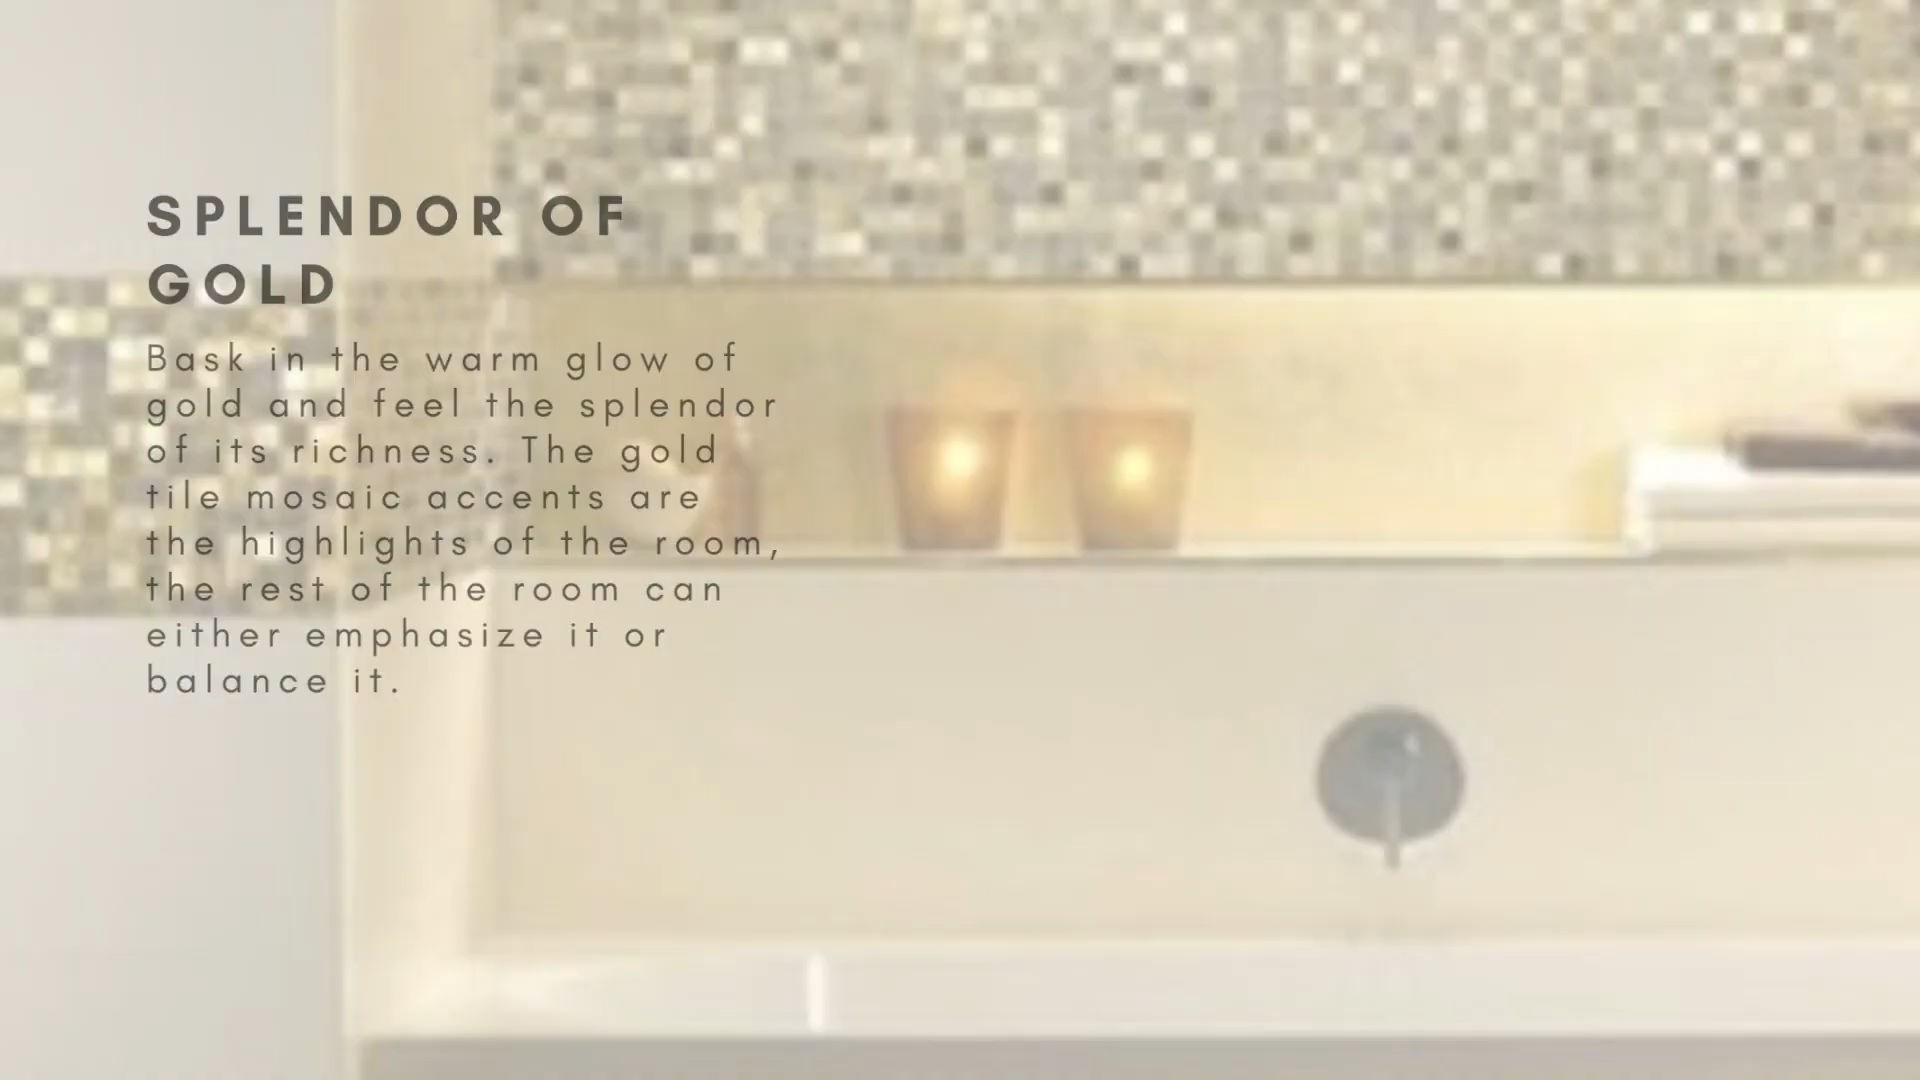 SPLENDOR OF
GOLD
Bask in the warm glow of
gold and feel the splendor
of its richness. The gold
tile mosaic accents are
the highlights of the room,
the rest of the room can
either emphasize it or
balance it.